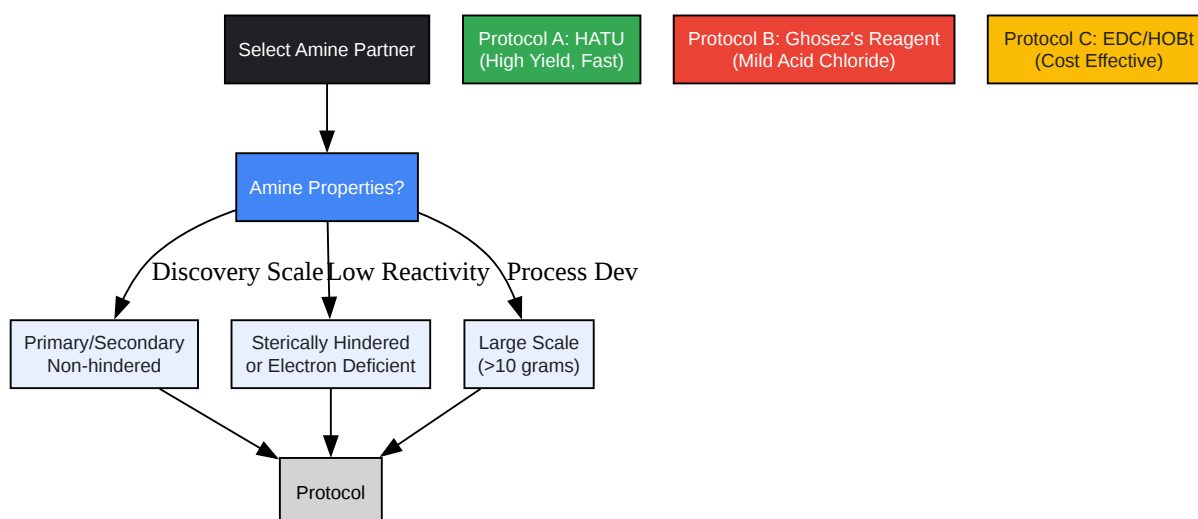 Select Amine Partner
Protocol A: HATU
(High Yield, Fast)
Protocol B: Ghosez's Reagent
(Mild Acid Chloride)
Protocol C: EDC/HOBt
(Cost Effective)
Amine Properties?
Discovery Scale
Low Reactivity
Process Dev
Primary/Secondary
Non-hindered
Sterically Hindered
or Electron Deficient
Large Scale
(>10 grams)
Protocol